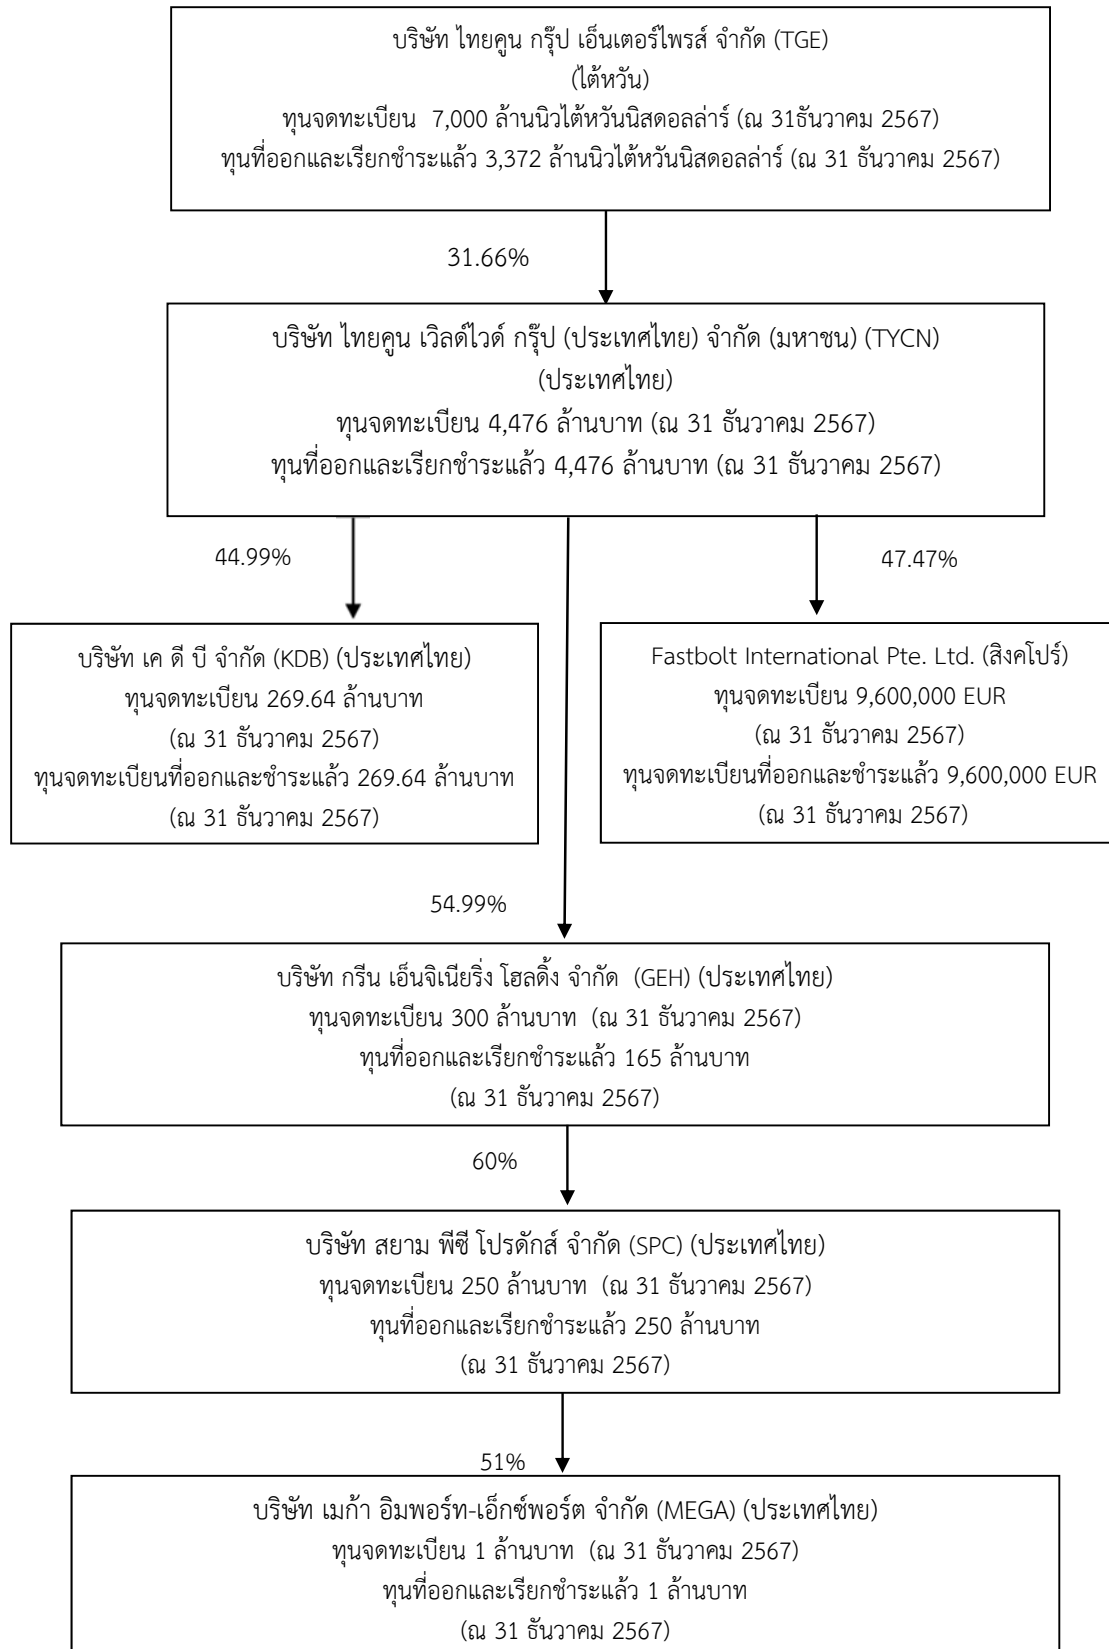 บริษัท ไทยคูน กรุ๊ป เอ็นเตอร์ไพรส์ จำกัด (TGE)
(ไต้หวัน)
ทุนจดทะเบียน 7,000 ล้านนิวไต้หวันนิสดอลล่าร์ (ณ 31ธันวาคม 2567)
ทุนที่ออกและเรียกชำระแล้ว 3,372 ล้านนิวไต้หวันนิสดอลล่าร์ (ณ 31 ธันวาคม 2567)
31.66%
บริษัท ไทยคูน เวิลด์ไวด์ กรุ๊ป (ประเทศไทย) จำกัด (มหาชน) (TYCN)
(ประเทศไทย)
ทุนจดทะเบียน 4,476 ล้านบาท (ณ 31 ธันวาคม 2567)
ทุนที่ออกและเรียกชำระแล้ว 4,476 ล้านบาท (ณ 31 ธันวาคม 2567)
44.99%
47.47%
บริษัท เค ดี บี จำกัด (KDB) (ประเทศไทย)
ทุนจดทะเบียน 269.64 ล้านบาท
(ณ 31 ธันวาคม 2567)
ทุนจดทะเบียนที่ออกและชำระแล้ว 269.64 ล้านบาท
(ณ 31 ธันวาคม 2567)
Fastbolt International Pte. Ltd. (สิงคโปร์)
ทุนจดทะเบียน 9,600,000 EUR
(ณ 31 ธันวาคม 2567)
ทุนจดทะเบียนที่ออกและชำระแล้ว 9,600,000 EUR
(ณ 31 ธันวาคม 2567)
54.99%
บริษัท กรีน เอ็นจิเนียริ่ง โฮลดิ้ง จำกัด (GEH) (ประเทศไทย)
ทุนจดทะเบียน 300 ล้านบาท (ณ 31 ธันวาคม 2567)
ทุนที่ออกและเรียกชำระแล้ว 165 ล้านบาท
(ณ 31 ธันวาคม 2567)
60%
บริษัท สยาม พีซี โปรดักส์ จำกัด (SPC) (ประเทศไทย)
ทุนจดทะเบียน 250 ล้านบาท (ณ 31 ธันวาคม 2567)
ทุนที่ออกและเรียกชำระแล้ว 250 ล้านบาท
(ณ 31 ธันวาคม 2567)
51%
บริษัท เมก้า อิมพอร์ท-เอ็กซ์พอร์ต จำกัด (MEGA) (ประเทศไทย)
ทุนจดทะเบียน 1 ล้านบาท (ณ 31 ธันวาคม 2567)
ทุนที่ออกและเรียกชำระแล้ว 1 ล้านบาท
(ณ 31 ธันวาคม 2567)